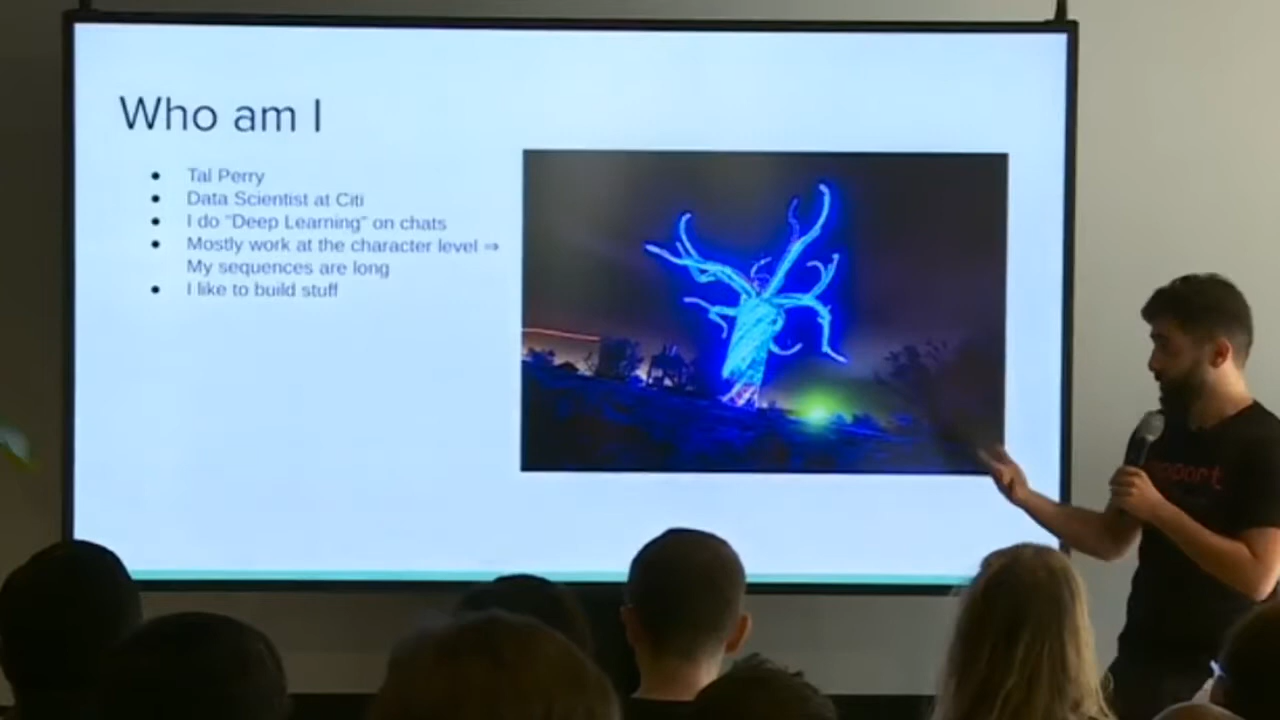 Who am I
Tal Perry
Data Scientist at Citi
I do "Deep Learning" on chats
Mostly work at the character level ⇒
My sequences are long
I like to build stuff